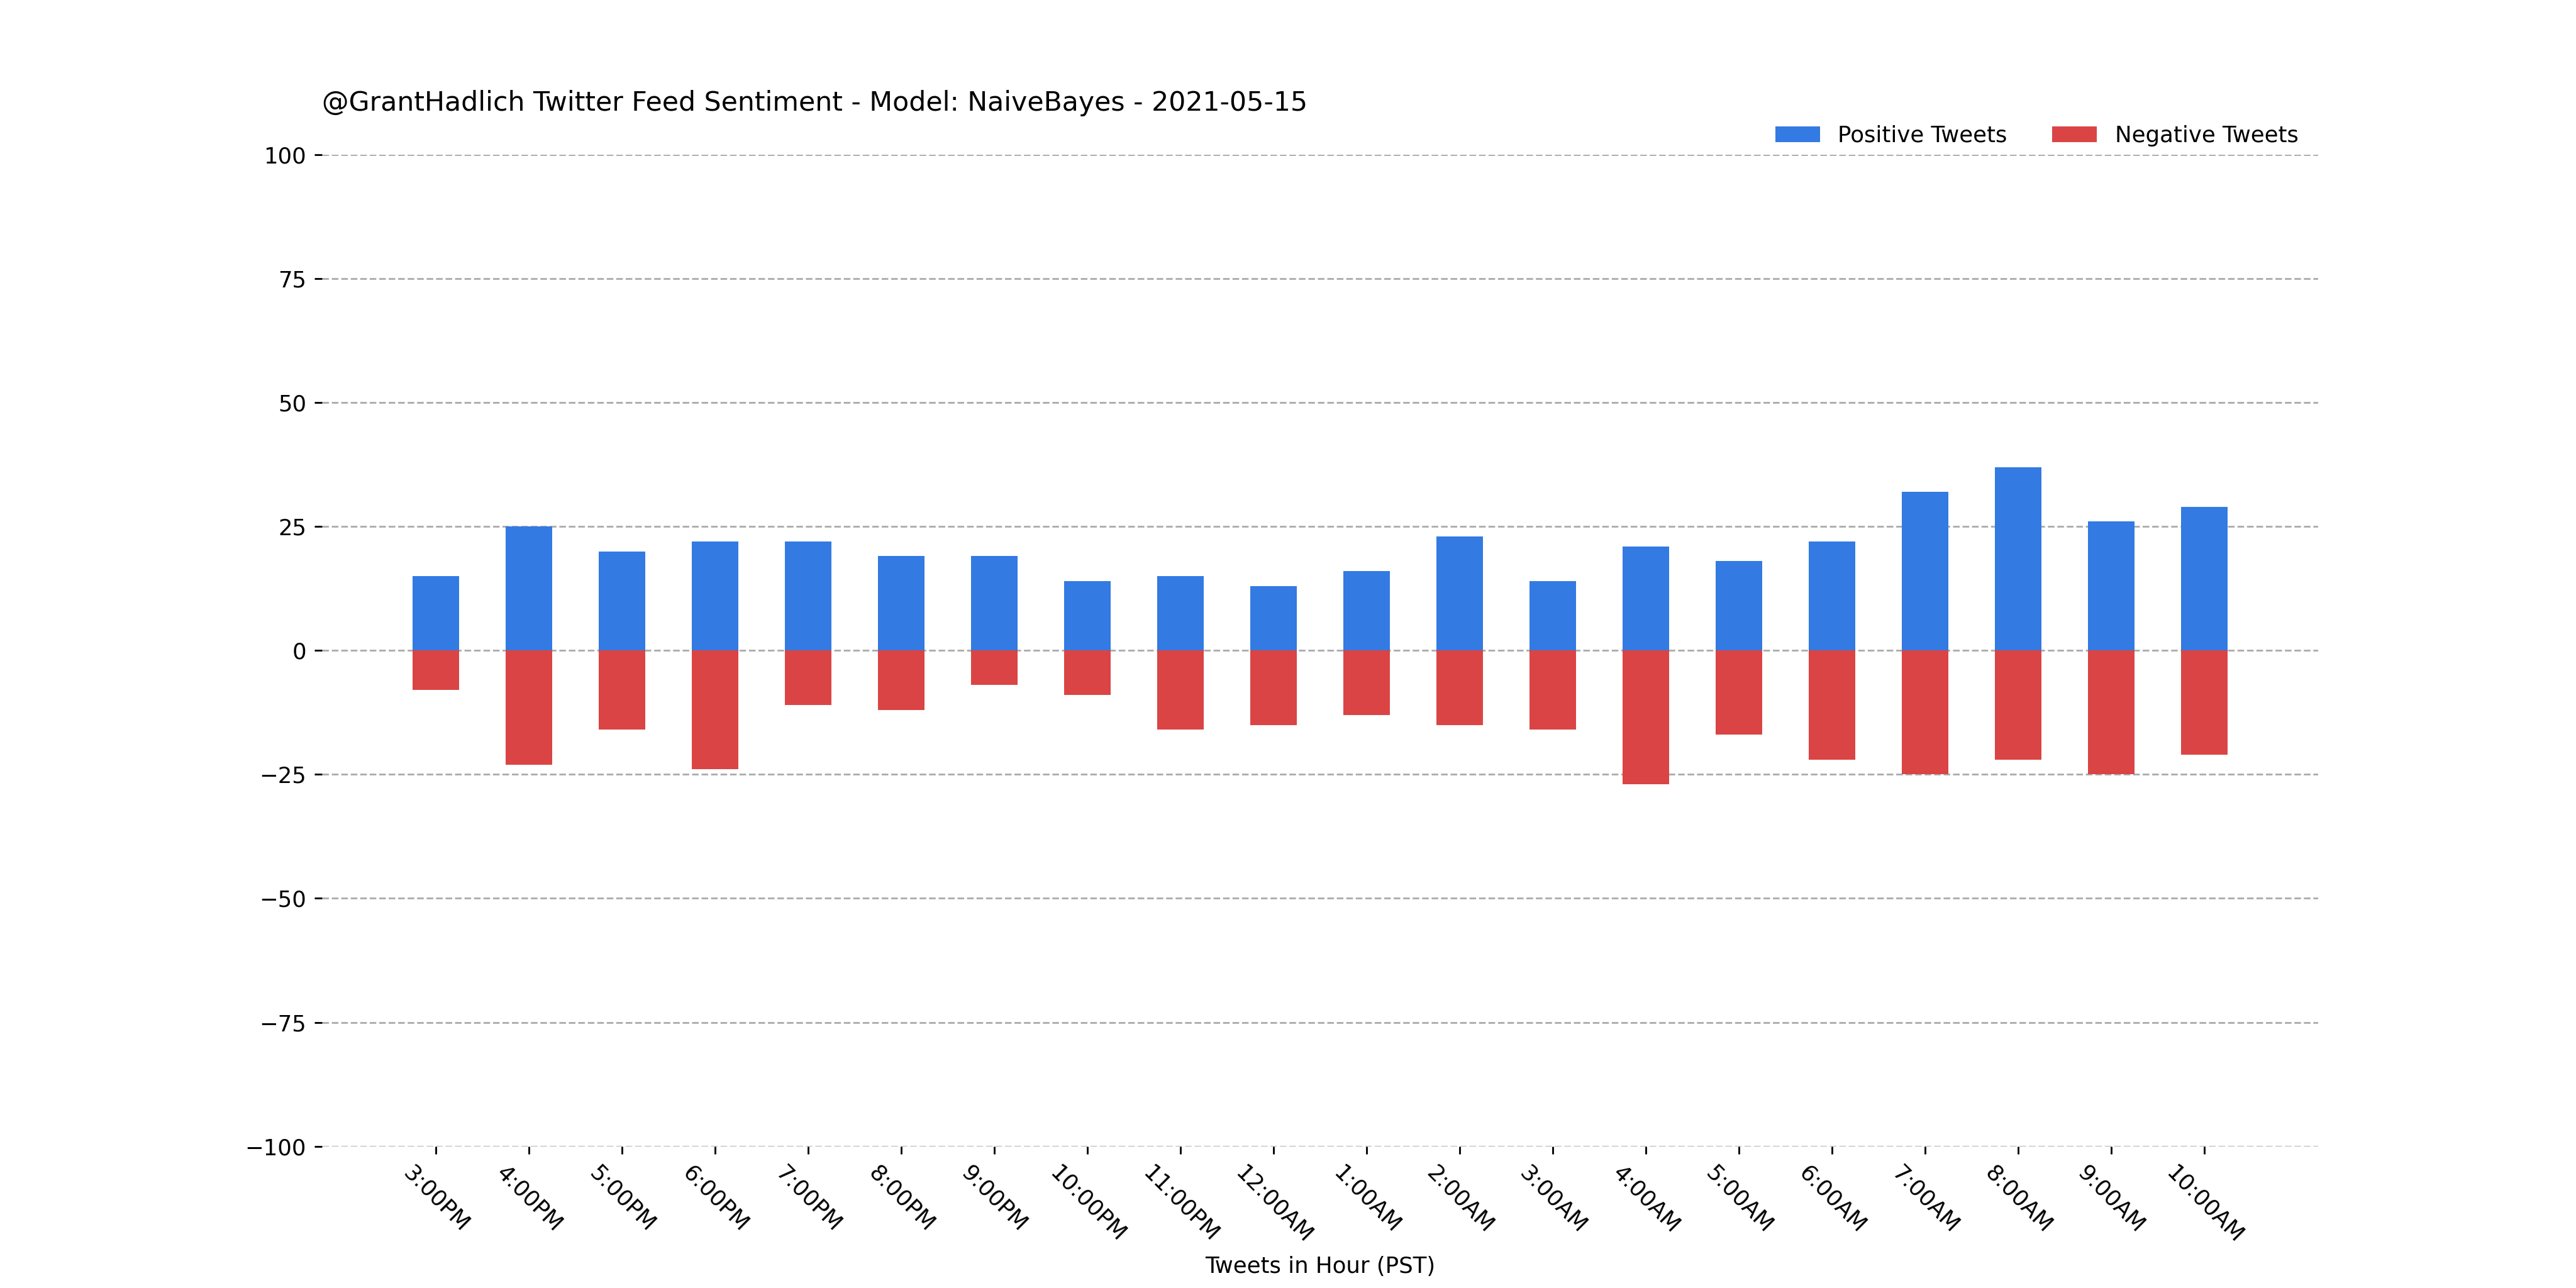 @GrantHadlich Twitter Feed Sentiment - Model: NaiveBayes - 2021-05-15
Positive Tweets
Negative Tweets
100
75
50
25
0
−25
−50
−75
−100
3:00PM
4:00PM
5:00PM
6:00PM
7:00PM
8:00PM
9:00PM
10:00PM
11:00PM
12:00AM
1:00AM
2:00AM
3:00AM
4:00AM
5:00AM
6:00AM
7:00AM
8:00AM
9:00AM
10:00AM
Tweets in Hour (PST)